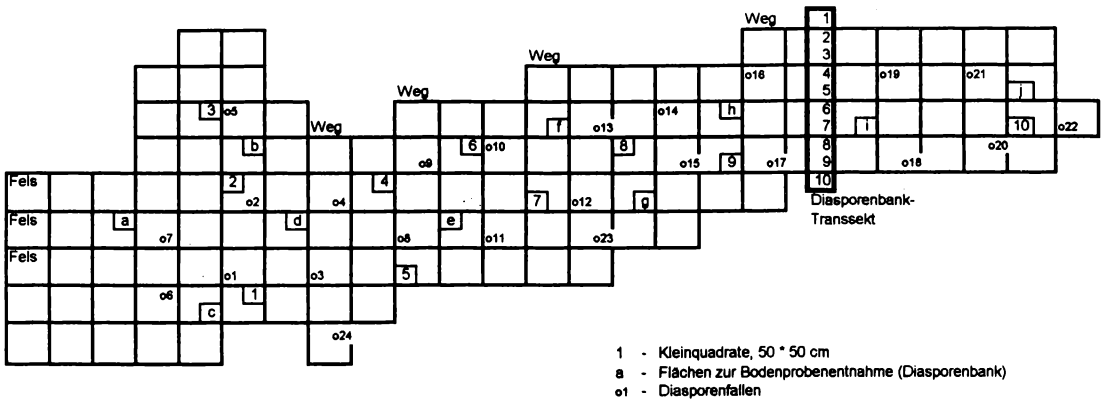 Weg 1
2
Weg 3
Weg o16 4 o19 o21
5 j
3 o5 o14 h 6
Weg f o13 7 i 10 o22
b 6 o10 8 8 o20
o9 o15 9 o17 9 o18
Fels 2 4 10
o2 o4 7 o12 g Diasporenbank-
Fels a d e Transsekt
o7 o8 o11 o23
Fels
o1 o3 5
o6 1
c
o24
1 - Kleinquadrate, 50 * 50 cm
a - Flächen zur Bodenprobenentnahme (Diasporenbank)
o1 - Diasporenfallen